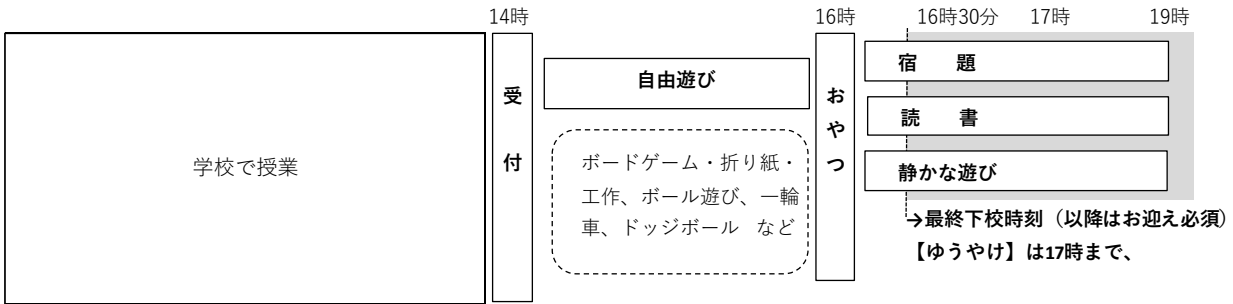 14時
16時
16時30分
17時
19時
学校で授業
受付
自由遊び
ボードゲーム・折り紙・
工作、ボール遊び、一輪
車、ドッジボール　など
おやつ
宿　題
読　書
静かな遊び
→最終下校時刻（以降はお迎え必須）
【ゆうやけ】は17時まで、